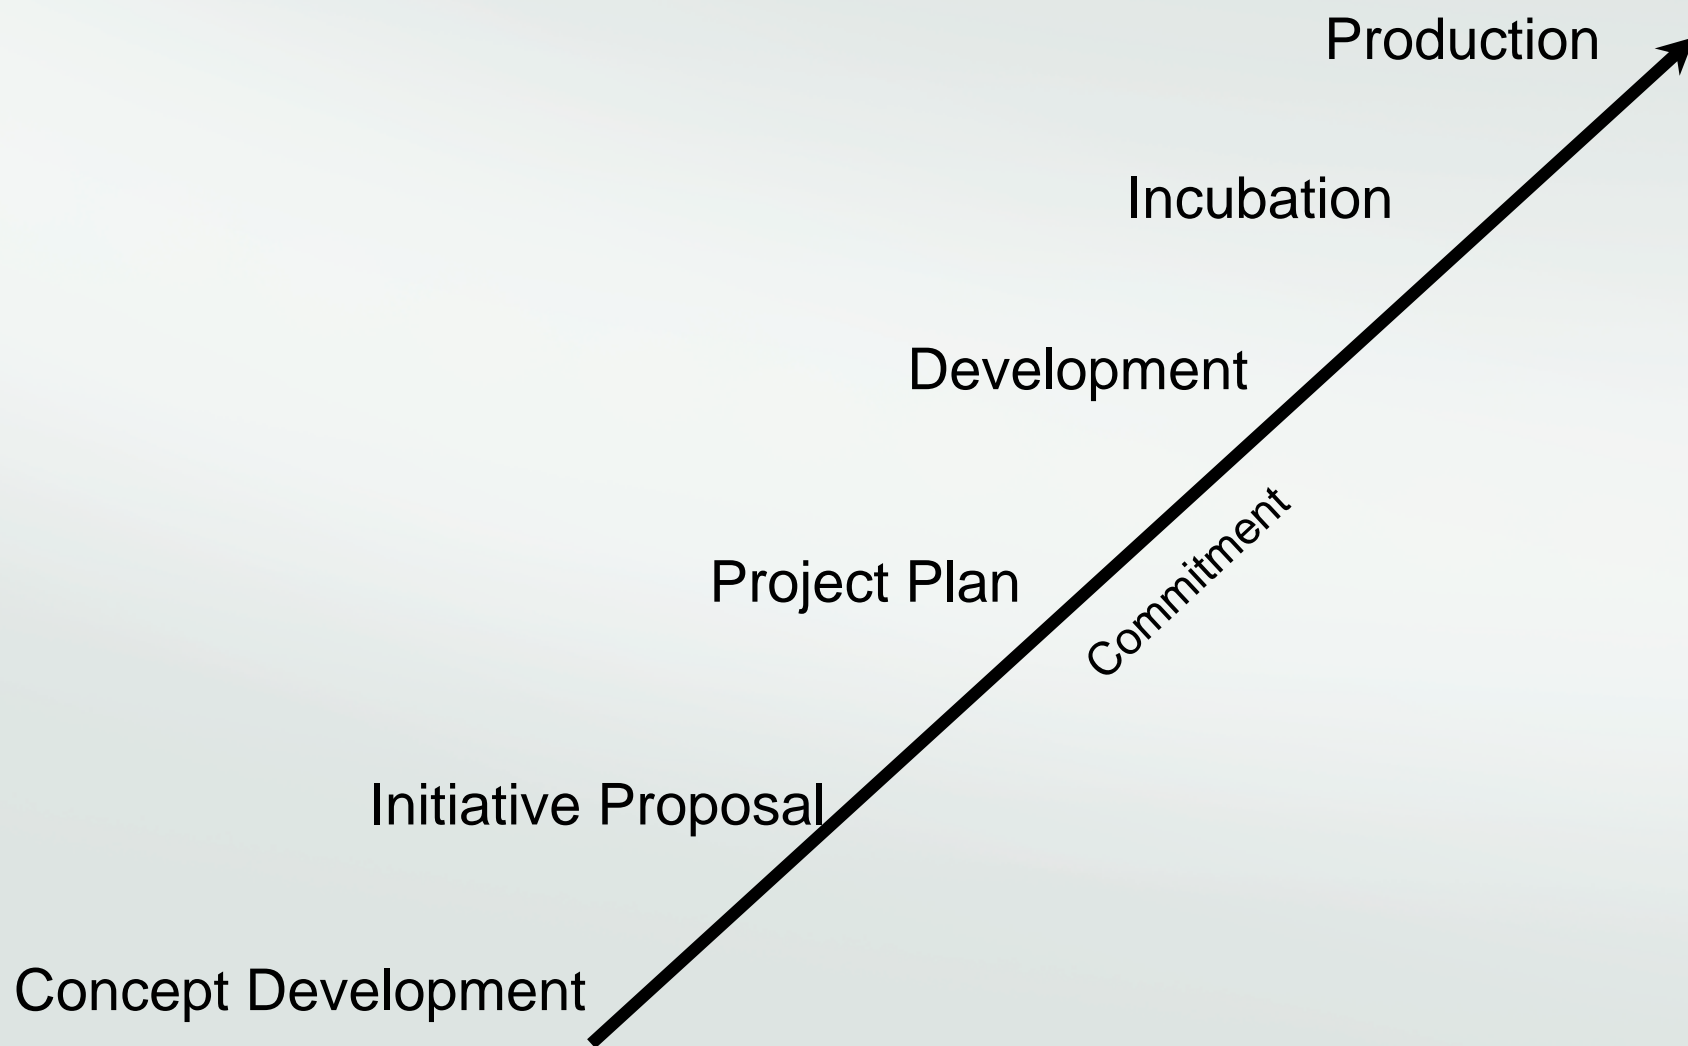 Production
Incubation
Development
Commitment
Project Plan
Initiative Proposal
Concept Development